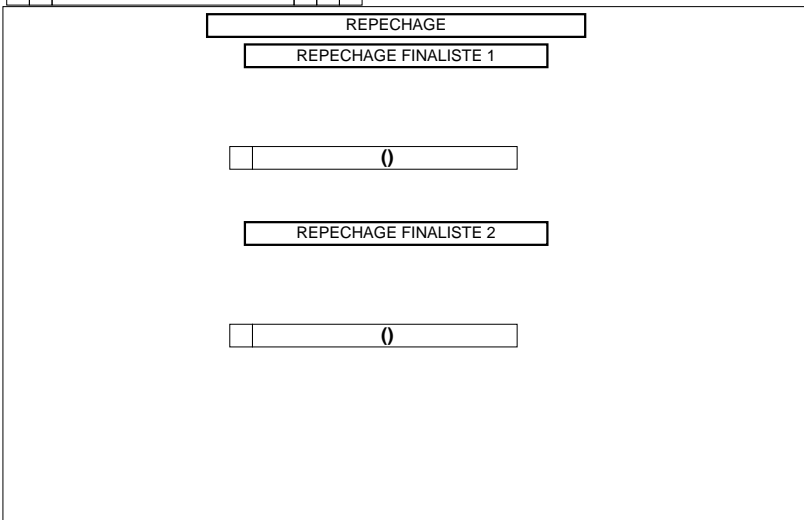 REPECHAGE
REPECHAGE FINALISTE 1
()
REPECHAGE FINALISTE 2
()